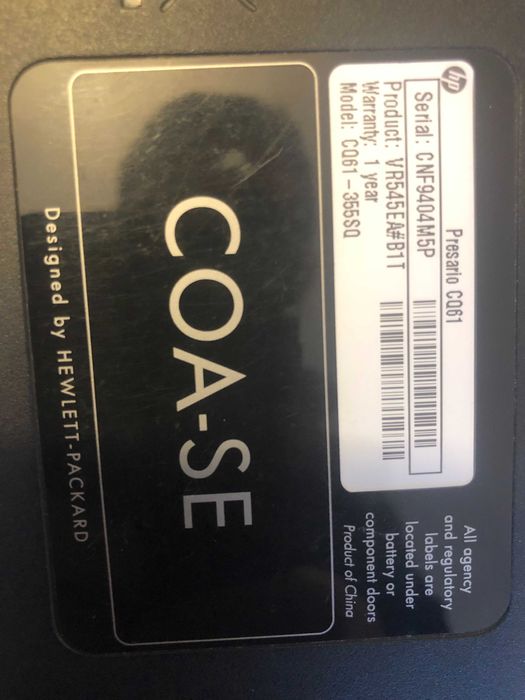 hp
Presario CQ61
Serial: CNF9404M5P
Product: VR545EA#B1T
Warranty: 1 year
Model: CQ61-355SQ
All agency
and regulatory
labels are
located under
battery or
component doors
Product of China
COA-SE
Designed by HEWLETT-PACKARD